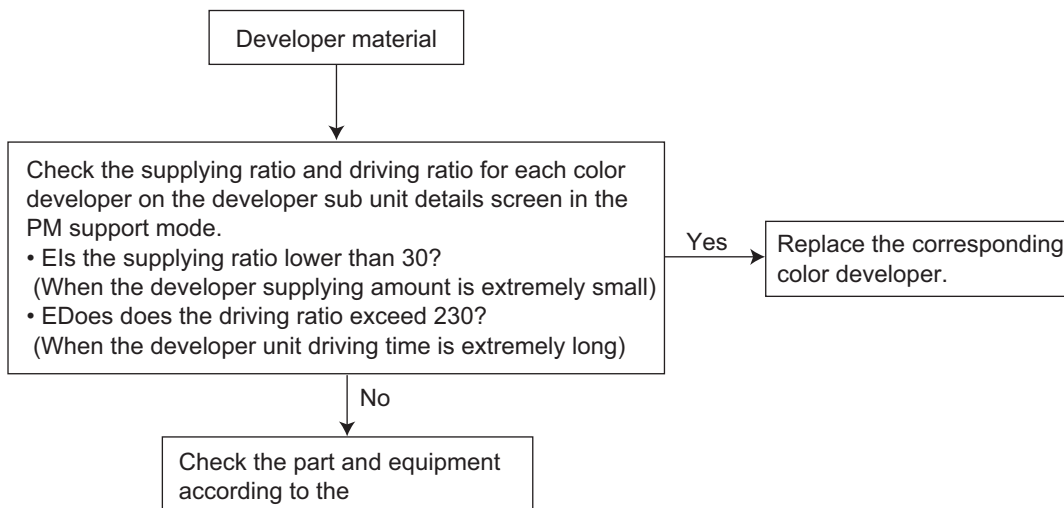 Developer material
Check the supplying ratio and driving ratio for each color
developer on the developer sub unit details screen in the
PM support mode.
• EIs the supplying ratio lower than 30?
(When the developer supplying amount is extremely small)
• EDoes does the driving ratio exceed 230?
(When the developer unit driving time is extremely long)
Yes
Replace the corresponding
color developer.
No
Check the part and equipment
according to the